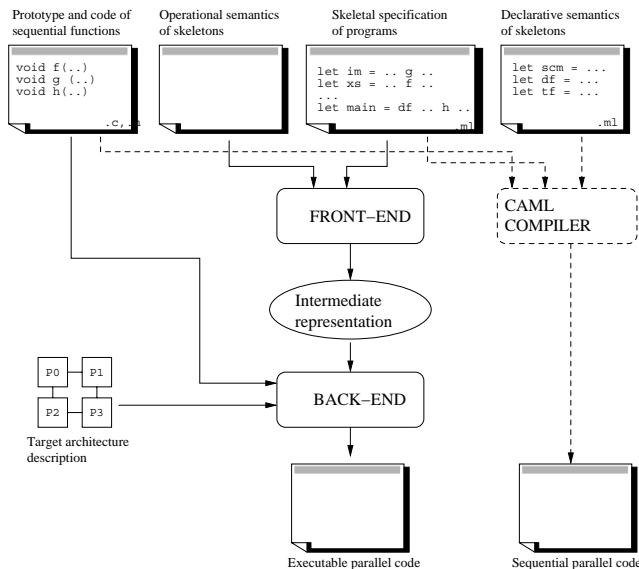 Prototype and code of
sequential functions
Operational semantics
of skeletons
Skeletal specification
of programs
Declarative semantics
of skeletons
void f(..)
void g (..)
void h(..)
.c,.h
let im = .. g ..
let xs = .. f ..
...
let main = df .. h ..
.ml
let scm = ...
let df = ...
let tf = ...
.ml
FRONT-END
CAML
COMPILER
Intermediate
representation
P0 P1
P2 P3
BACK-END
Target architecture
description
Executable parallel code
Sequential parallel code